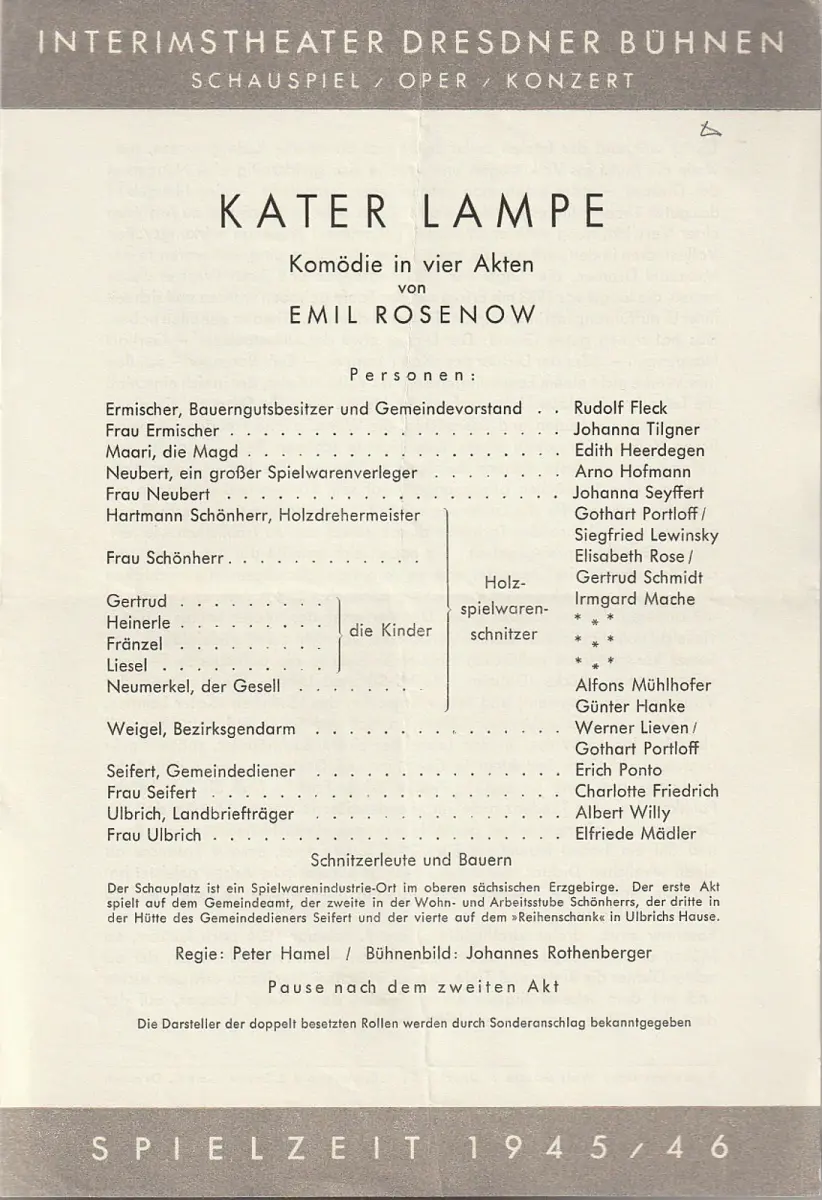 INTERIMSTHEATER DRESDNER BÜHNEN
SCHAUSPIEL / OPER / KONZERT
KATER LAMPE
Komödie in vier Akten
von
EMIL ROSENOW
Personen:
Ermischer, Bauerngutsbesitzer und Gemeindevorstand . . Rudolf Fleck
Frau Ermischer . . . . . . . . . . . . . . . . . . . . Johanna Tilgner
Maari, die Magd . . . . . . . . . . . . . . . . . . . Edith Heerdegen
Neubert, ein großer Spielwarenverleger . . . . . . . . Arno Hofmann
Frau Neubert . . . . . . . . . . . . . . . . . . . . Johanna Seyffert
Hartmann Schönherr, Holzdrehermeister Gothart Portloff /
Siegfried Lewinsky
Frau Schönherr . . . . . . . . . . . . Elisabeth Rose /
Holz- Gertrud Schmidt
Gertrud . . . . . . . . . Irmgard Mache
Heinerle . . . . . . . . . die Kinder spielwaren- * * *
Fränzel . . . . . . . . . schnitzer * * *
Liesel . . . . . . . . . . * * *
Neumerkel, der Gesell . . . . . . . . Alfons Mühlhofer
Günter Hanke
Weigel, Bezirksgendarm . . . . . . . . . . . . . . . Werner Lieven /
Gothart Portloff
Seifert, Gemeindediener . . . . . . . . . . . . . . . Erich Ponto
Frau Seifert . . . . . . . . . . . . . . . . . . . . . Charlotte Friedrich
Ulbrich, Landbriefträger . . . . . . . . . . . . . . . Albert Willy
Frau Ulbrich . . . . . . . . . . . . . . . . . . . . . Elfriede Mädler
Schnitzerleute und Bauern
Der Schauplatz ist ein Spielwarenindustrie-Ort im oberen sächsischen Erzgebirge. Der erste Akt
spielt auf dem Gemeindeamt, der zweite in der Wohn- und Arbeitsstube Schönherrs, der dritte in
der Hütte des Gemeindedieners Seifert und der vierte auf dem »Reihenschank« in Ulbrichs Hause.
Regie: Peter Hamel / Bühnenbild: Johannes Rothenberger
Pause nach dem zweiten Akt
Die Darsteller der doppelt besetzten Rollen werden durch Sonderanschlag bekanntgegeben
SPIELZEIT 1945/46